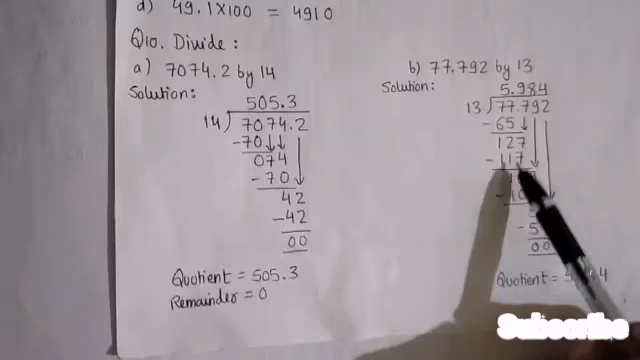 d) 49.1x100 = 4910
Q10. Divide :
a) 7074.2 by 14
Solution:
505.3
14 ) 7074.2
-70
074
-70
42
-42
00
Quotient = 505.3
Remainder = 0
b) 77.792 by 13
Solution:
5.984
13 ) 77.792
-65
127
-117
00
Quotient =
Subscribe